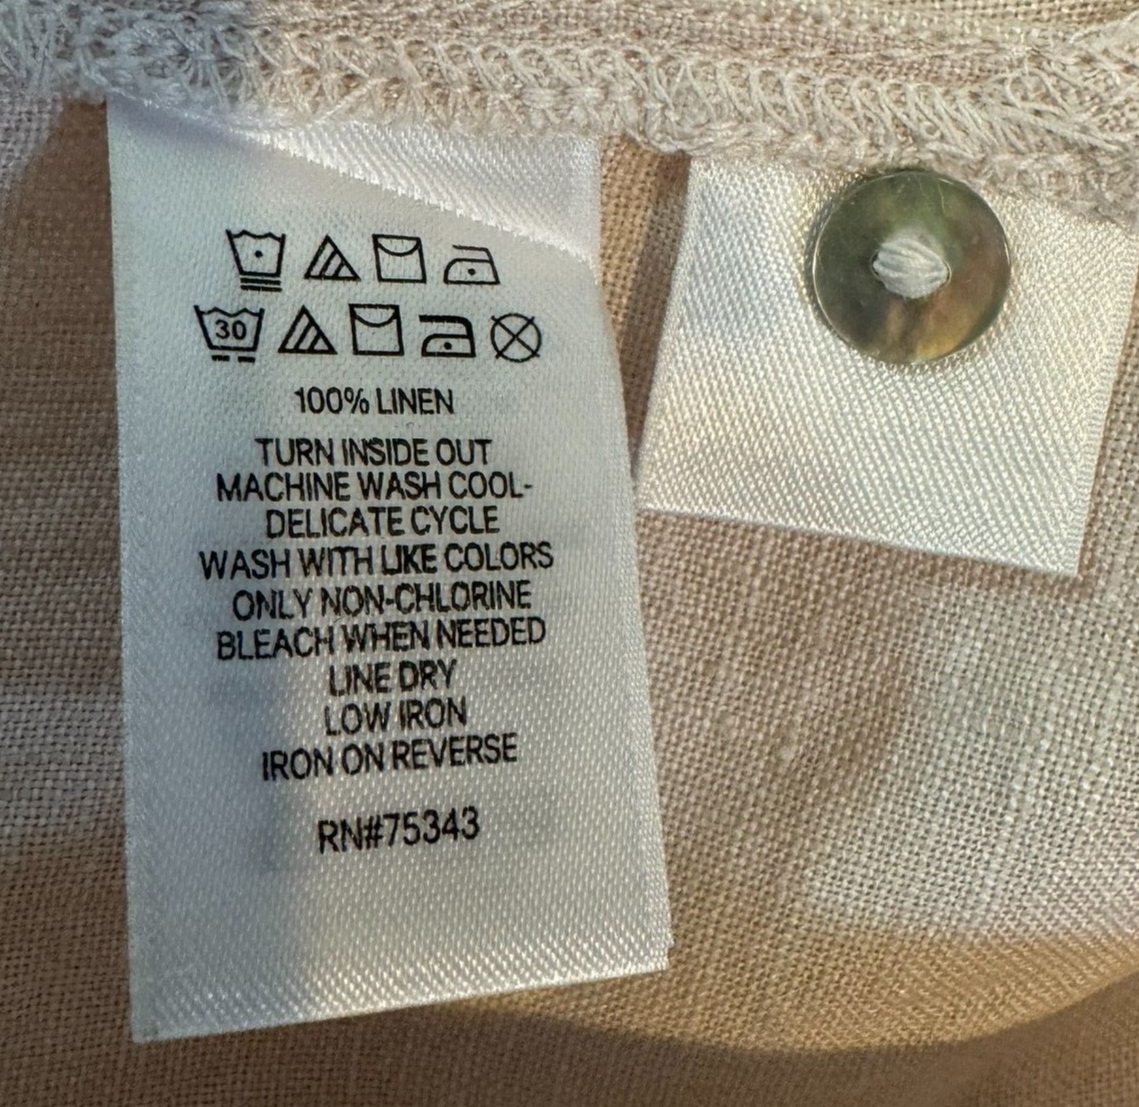 30
100% LINEN
TURN INSIDE OUT
MACHINE WASH COOL-
DELICATE CYCLE
WASH WITH LIKE COLORS
ONLY NON-CHLORINE
BLEACH WHEN NEEDED
LINE DRY
LOW IRON
IRON ON REVERSE
RN#75343